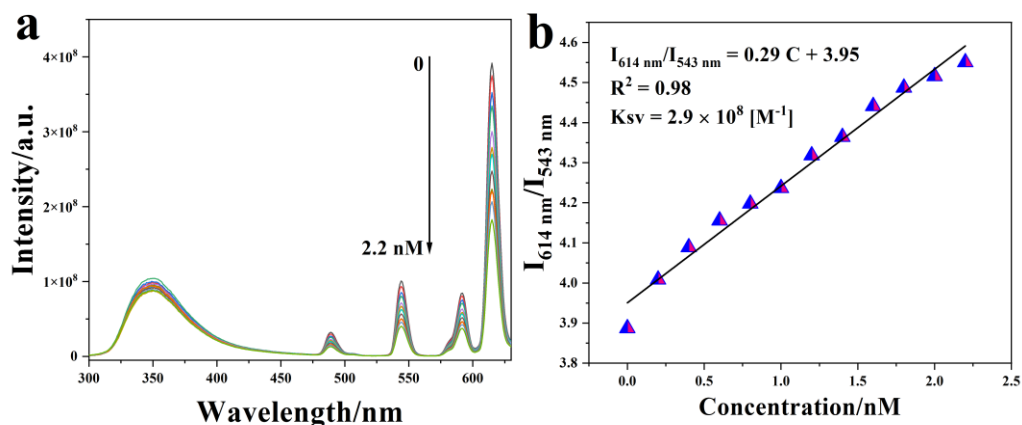 a
Intensity/a.u.
4×10⁸
3×10⁸
2×10⁸
1×10⁸
0
0
2.2 nM
300 350 400 450 500 550 600
Wavelength/nm
b
I₆₁₄ ₙₘ/I₅₄₃ ₙₘ
4.6
4.5
4.4
4.3
4.2
4.1
4.0
3.9
3.8
I₆₁₄ ₙₘ/I₅₄₃ ₙₘ = 0.29 C + 3.95
R² = 0.98
Ksv = 2.9 × 10⁸ [M⁻¹]
0.0 0.5 1.0 1.5 2.0 2.5
Concentration/nM